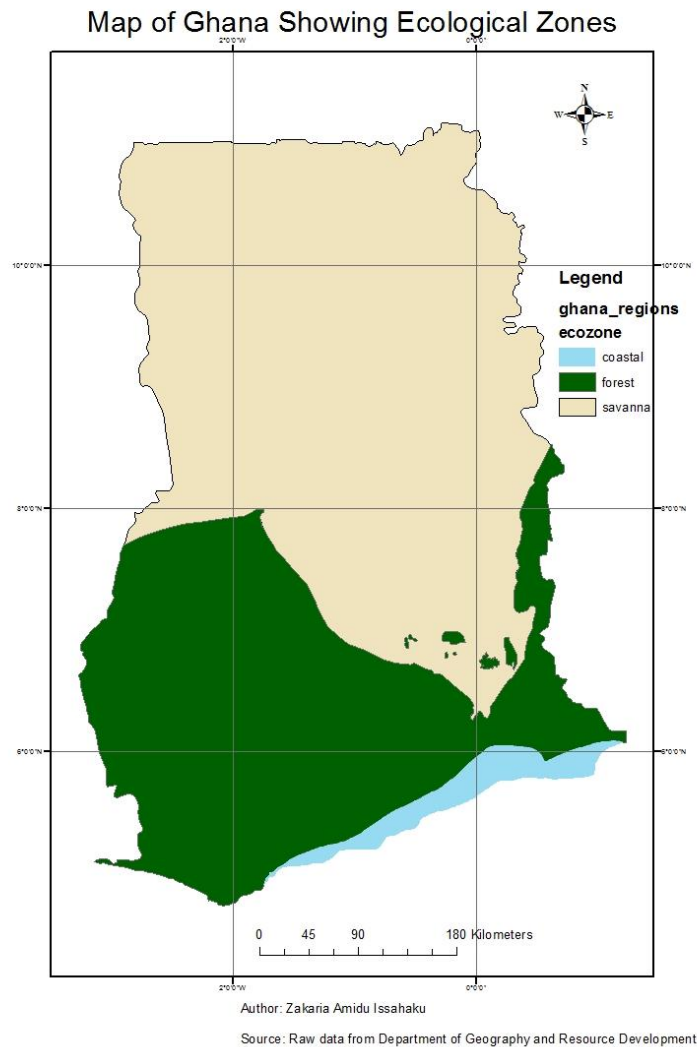 Map of Ghana Showing Ecological Zones
2°0'0"W
0°0'0"
N
W
E
S
10°0'0"N
10°0'0"N
Legend
ghana_regions
ecozone
coastal
forest
savanna
8°0'0"N
8°0'0"N
6°0'0"N
6°0'0"N
0 45 90 180 Kilometers
2°0'0"W
0°0'0"
Author: Zakaria Amidu Issahaku
Source: Raw data from Department of Geography and Resource Development